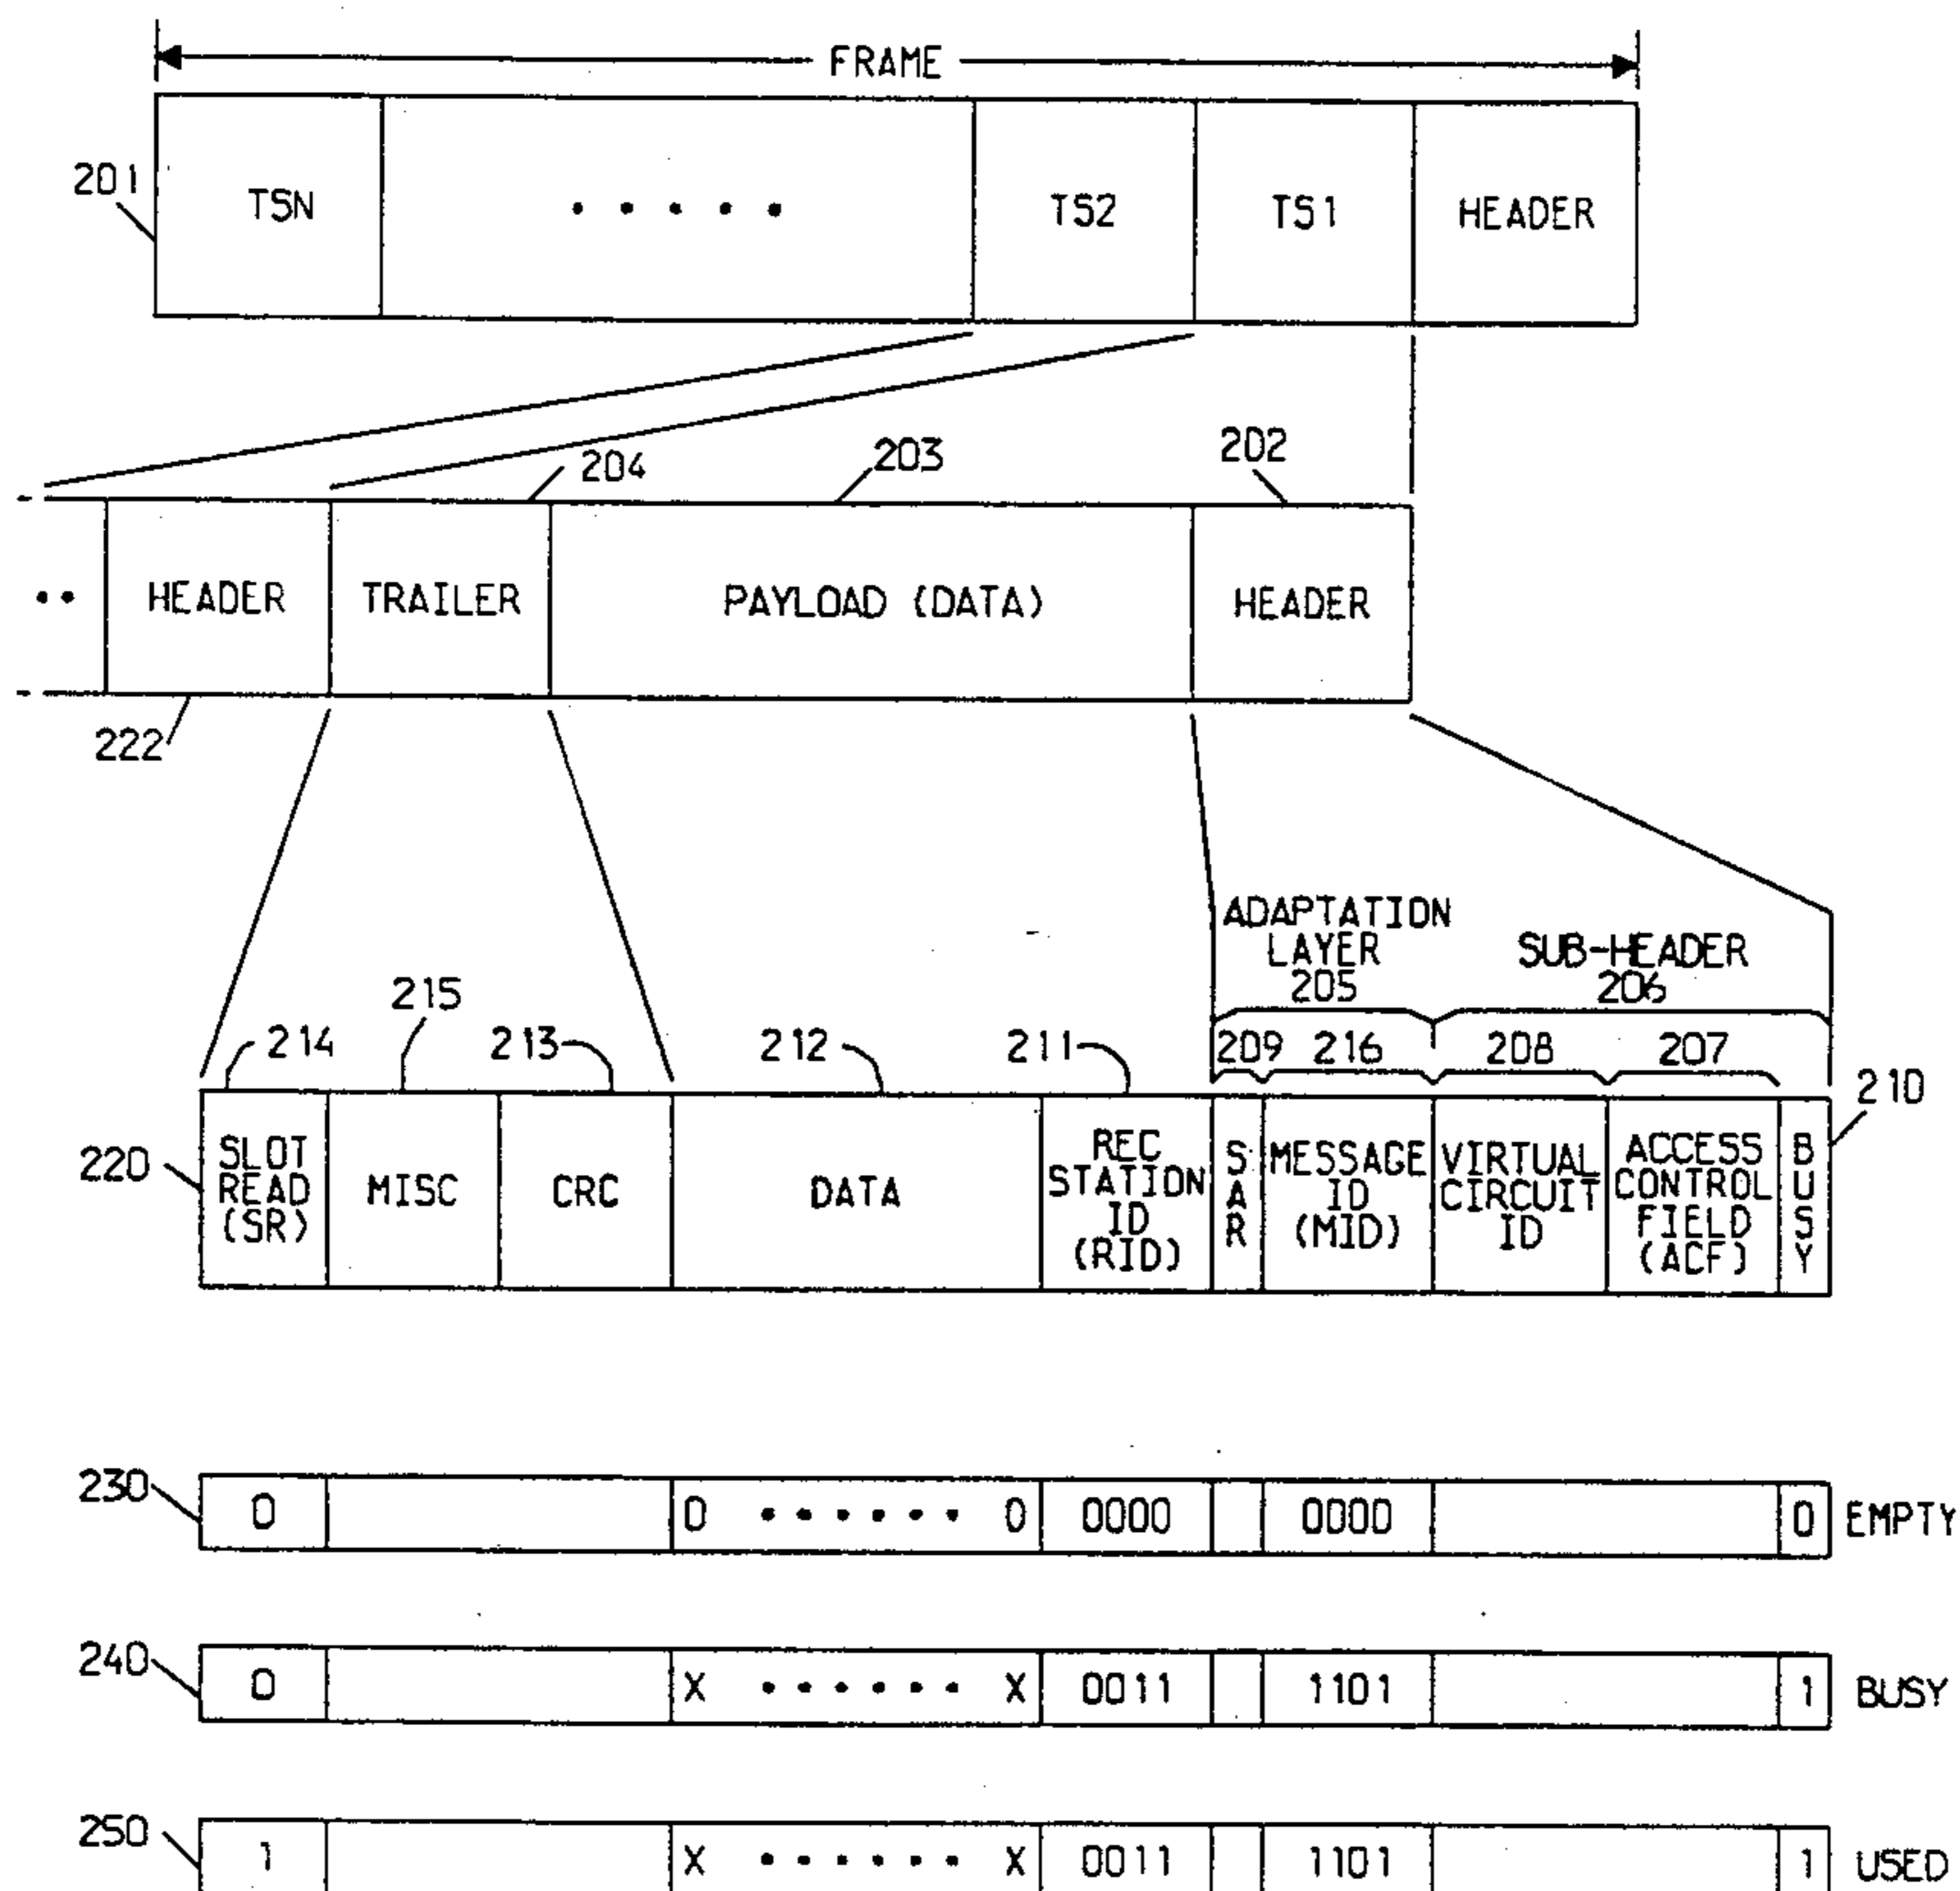 FRAME
201
TSN
TS2
TS1
HEADER
204
203
202
HEADER
TRAILER
PAYLOAD (DATA)
HEADER
222
ADAPTATION
LAYER
205
SUB-HEADER
206
215
214
213
212
211
209
216
208
207
210
220
SLOT
READ
(SR)
MISC
CRC
DATA
REC
STATION
ID
(RID)
SAR
MESSAGE
ID
(MID)
VIRTUAL
CIRCUIT
ID
ACCESS
CONTROL
FIELD
(ACF)
BUSY
230
0
0 • • • • • • 0
0000
0000
0
EMPTY
240
0
X • • • • • • X
0011
1101
1
BUSY
250
1
X • • • • • • X
0011
1101
1
USED